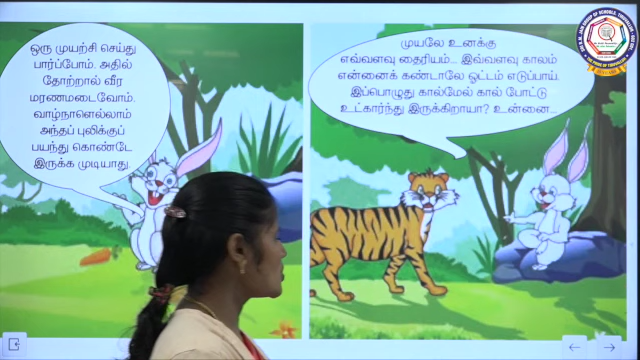 ஒரு முயற்சி செய்து
பார்ப்போம். அதில்
தோற்றால் வீர
மரணமடைவோம்.
வாழ்நாளெல்லாம்
அந்தப் புலிக்குப்
பயந்து கொண்டே
இருக்க முடியாது.
முயலே உனக்கு
எவ்வளவு தைரியம்... இவ்வளவு காலம்
என்னைக் கண்டாலே ஓட்டம் எடுப்பாய்.
இப்பொழுது கால்மேல் கால் போட்டு
உட்கார்ந்து இருக்கிறாயா? உன்னை...